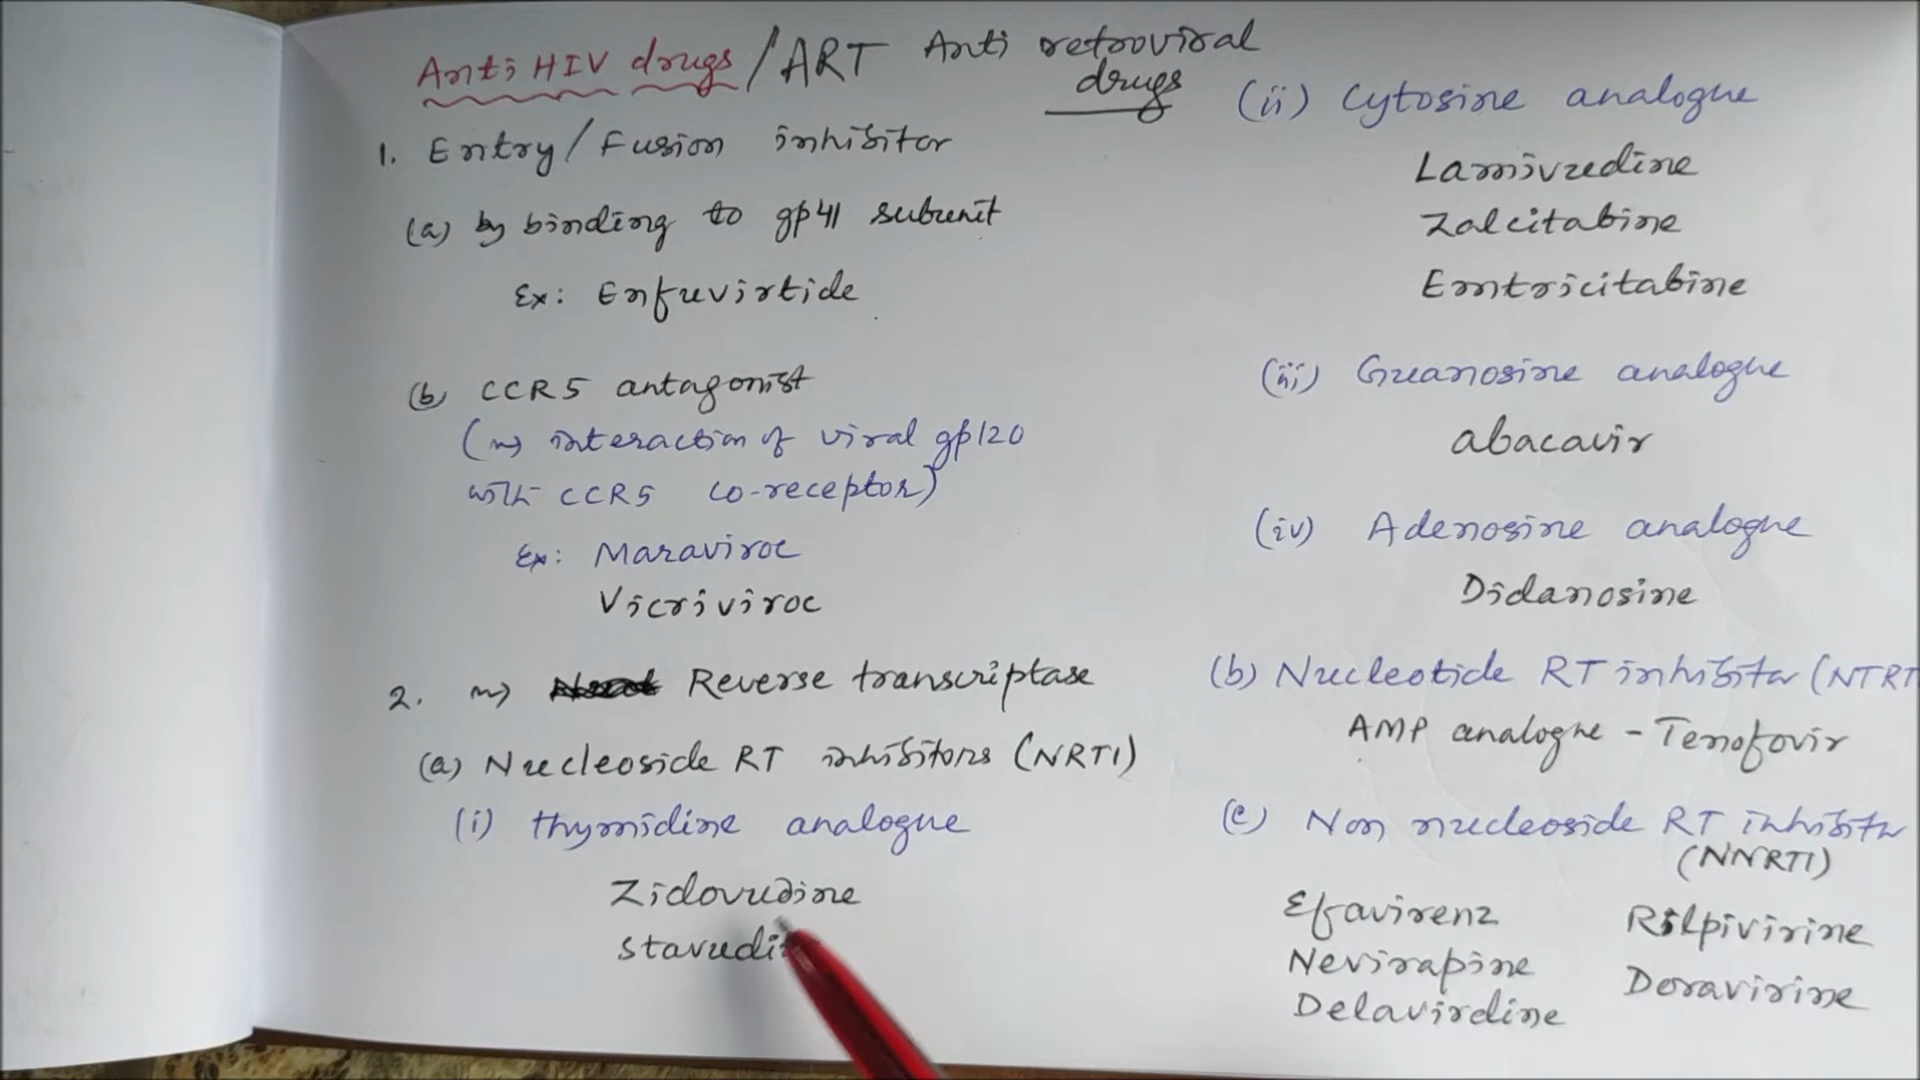 Anti HIV drugs / ART Anti retroviral
drugs
1. Entry / Fusion inhibitor
(a) by binding to gp41 subunit
Ex: Enfuvirtide
(b) CCR5 antagonist
( interaction of viral gp120
with CCR5 co-receptor)
Ex: Maraviroc
Vicriviroc
2. Reverse transcriptase
(a) Nucleoside RT inhibitors (NRTI)
(i) thymidine analogue
Zidovudine
(ii) Cytosine analogue
Lamivudine
Zalcitabine
Emtricitabine
(iii) Guanosine analogue
abacavir
(iv) Adenosine analogue
Didanosine
(b) Nucleotide RT inhibitor (NTRT
AMP analogue - Tenofovir
(c) Non nucleoside RT inhibitor
(NNRTI)
Efavirenz Rilpivirine
Nevirapine
Doravirine
Delavirdine